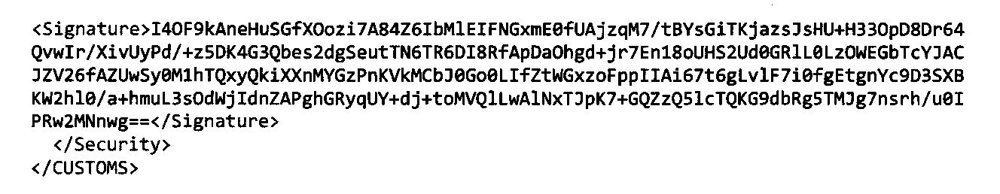 <Signature>I4OF9kAneHuSGfXOozi7A84Z6IbMlEIFNGxmE0fUAjzqM7/tBYsGiTKjazsJsHU+H33OpD8Dr64
QvwIr/XivUyPd/+z5DK4G3Qbes2dgSeutTN6TR6DI8RfApDaOhgd+jr7En18oUHS2Ud0GRlL0LzOWEGbTcYJAC
JZV26fAZUwSy0M1hTQxyQkiXXnMYGzPnKVkMCbJ0Go0LIfZtWGxzoFppIIAi67t6gLvlF7i0fgEtgnYc9D3SXB
KW2hl0/a+hmuL3sOdWjIdnZAPghGRyqUY+dj+toMVQlLwAlNxTJpK7+GQZzQ5lcTQKG9dbRg5TMJg7nsrh/u0I
PRw2MNnwg==</Signature>
  </Security>
</CUSTOMS>